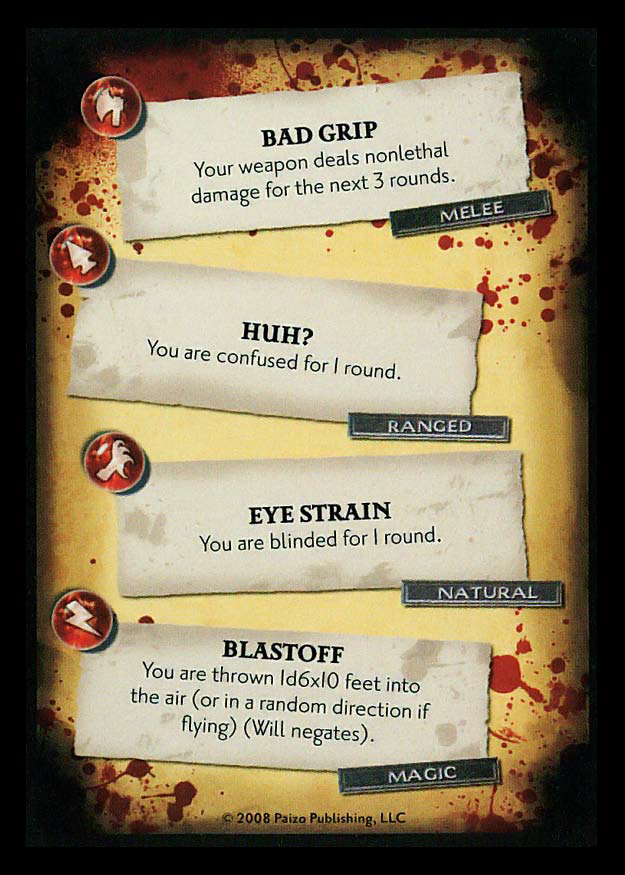 BAD GRIP
Your weapon deals nonlethal
damage for the next 3 rounds.
MELEE
HUH?
You are confused for 1 round.
RANGED
EYE STRAIN
You are blinded for 1 round.
NATURAL
BLASTOFF
You are thrown 1d6x10 feet into
the air (or in a random direction if
flying) (Will negates).
MAGIC
© 2008 Paizo Publishing, LLC